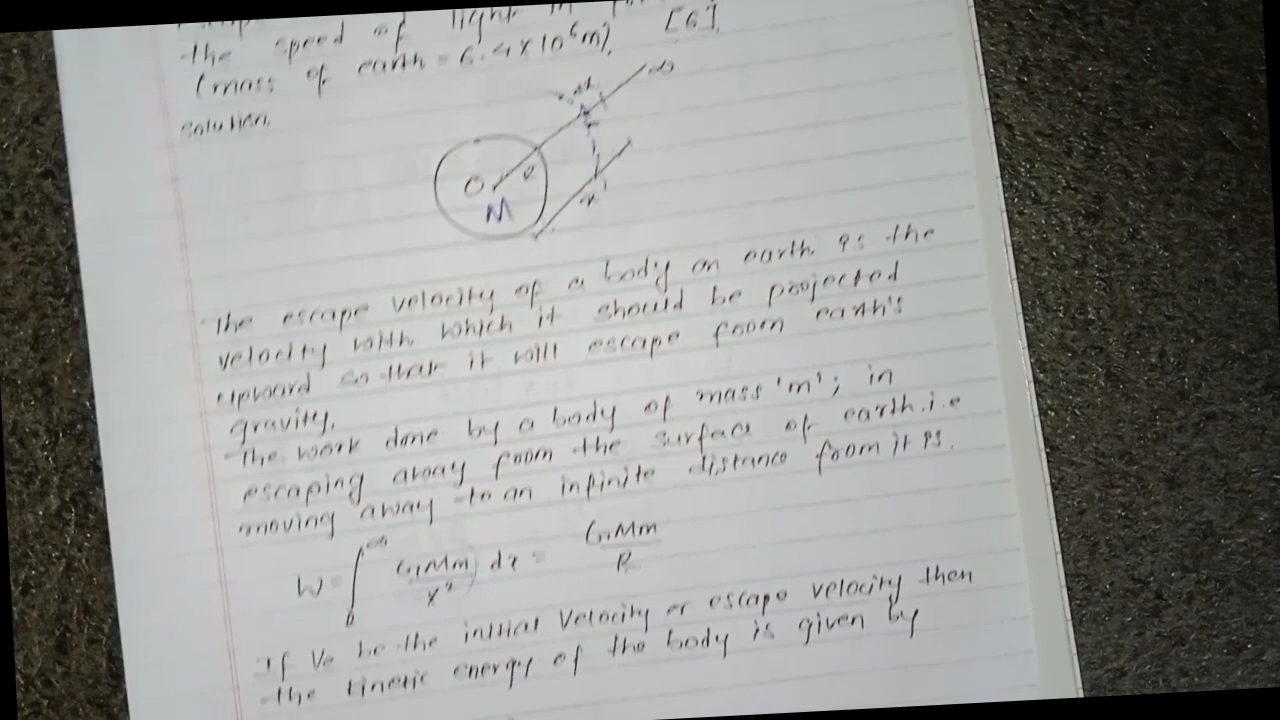 the speed of light in
(mass of earth = 6.4×10⁶m). [6]
solution.
∞
dx
O R
M
x
The escape velocity of a body on earth is the
velocity with which it should be projected
upward so that it will escape from earth's
gravity.
The work done by a body of mass 'm'; in
escaping away from the surface of earth. i.e
moving away to an infinite distance from it is.
W = ∫ ∞ GMm/x² dx = GMm/R
If Ve be the initial velocity or escape velocity then
the kinetic energy of the body is given by